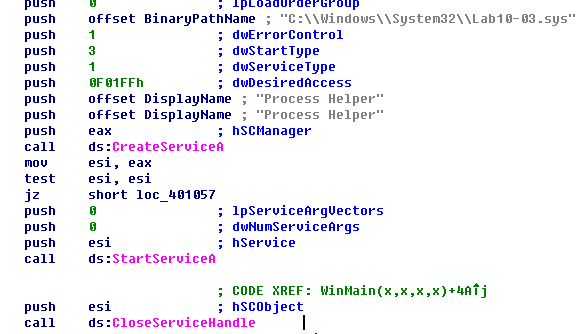 push 0 ; lpLoadOrderGroup
push offset BinaryPathName ; "C:\\Windows\\System32\\Lab10-03.sys"
push 1 ; dwErrorControl
push 3 ; dwStartType
push 1 ; dwServiceType
push 0F01FFh ; dwDesiredAccess
push offset DisplayName ; "Process Helper"
push offset DisplayName ; "Process Helper"
push eax ; hSCManager
call ds:CreateServiceA
mov esi, eax
test esi, esi
jz short loc_401057
push 0 ; lpServiceArgVectors
push 0 ; dwNumServiceArgs
push esi ; hService
call ds:StartServiceA
; CODE XREF: WinMain(x,x,x,x)+4A↑j
push esi ; hSCObject
call ds:CloseServiceHandle